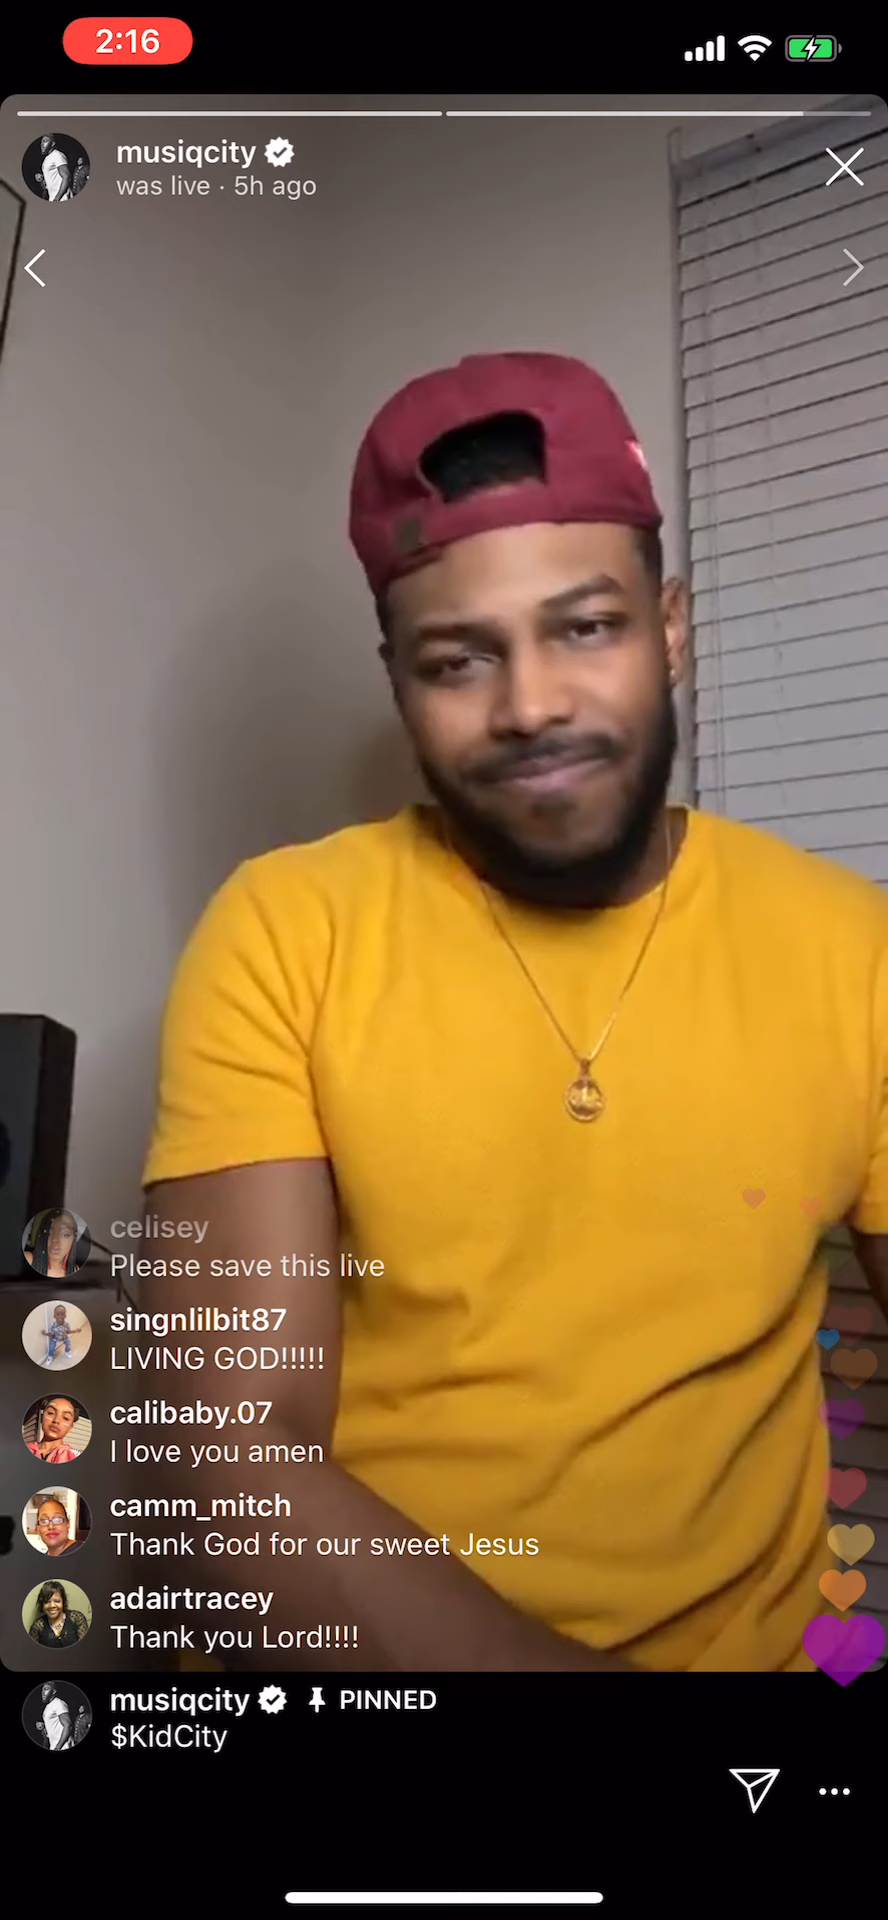 2:16
musiqcity
was live · 5h ago
celisey
Please save this live
singnlilbit87
LIVING GOD!!!!!
calibaby.07
I love you amen
camm_mitch
Thank God for our sweet Jesus
adairtracey
Thank you Lord!!!!
musiqcity PINNED
$KidCity